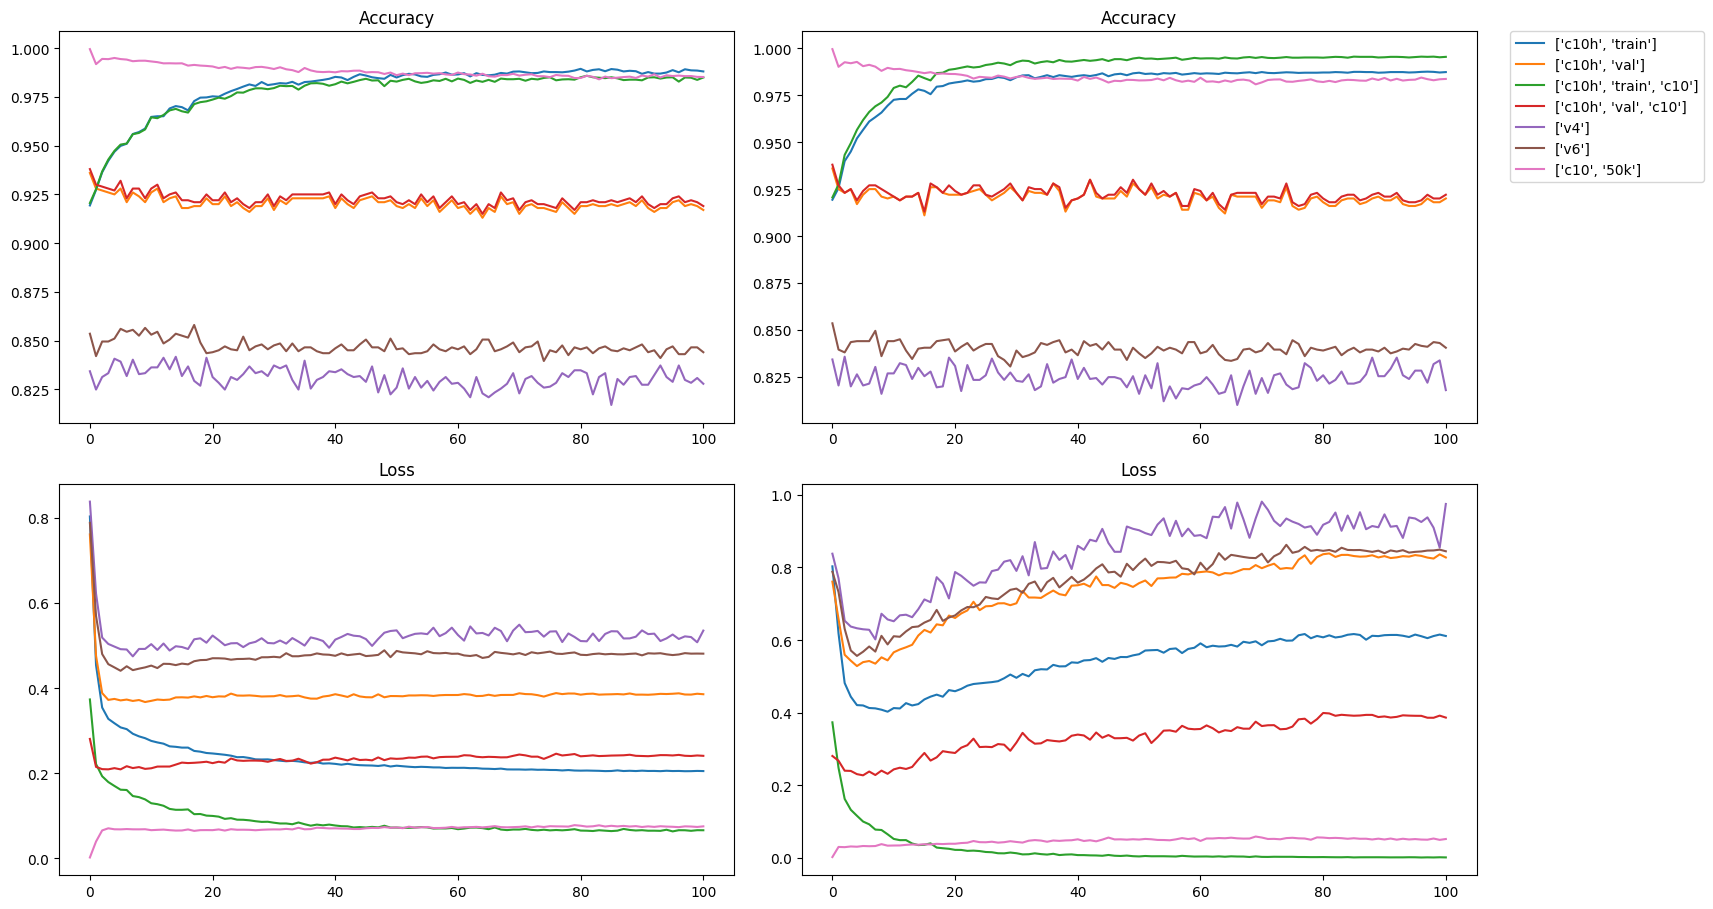 Accuracy
1.000
0.975
0.950
0.925
0.900
0.875
0.850
0.825
0 20 40 60 80 100
Accuracy
1.000
0.975
0.950
0.925
0.900
0.875
0.850
0.825
0 20 40 60 80 100
['c10h', 'train']
['c10h', 'val']
['c10h', 'train', 'c10']
['c10h', 'val', 'c10']
['v4']
['v6']
['c10', '50k']
Loss
0.8
0.6
0.4
0.2
0.0
0 20 40 60 80 100
Loss
1.0
0.8
0.6
0.4
0.2
0.0
0 20 40 60 80 100